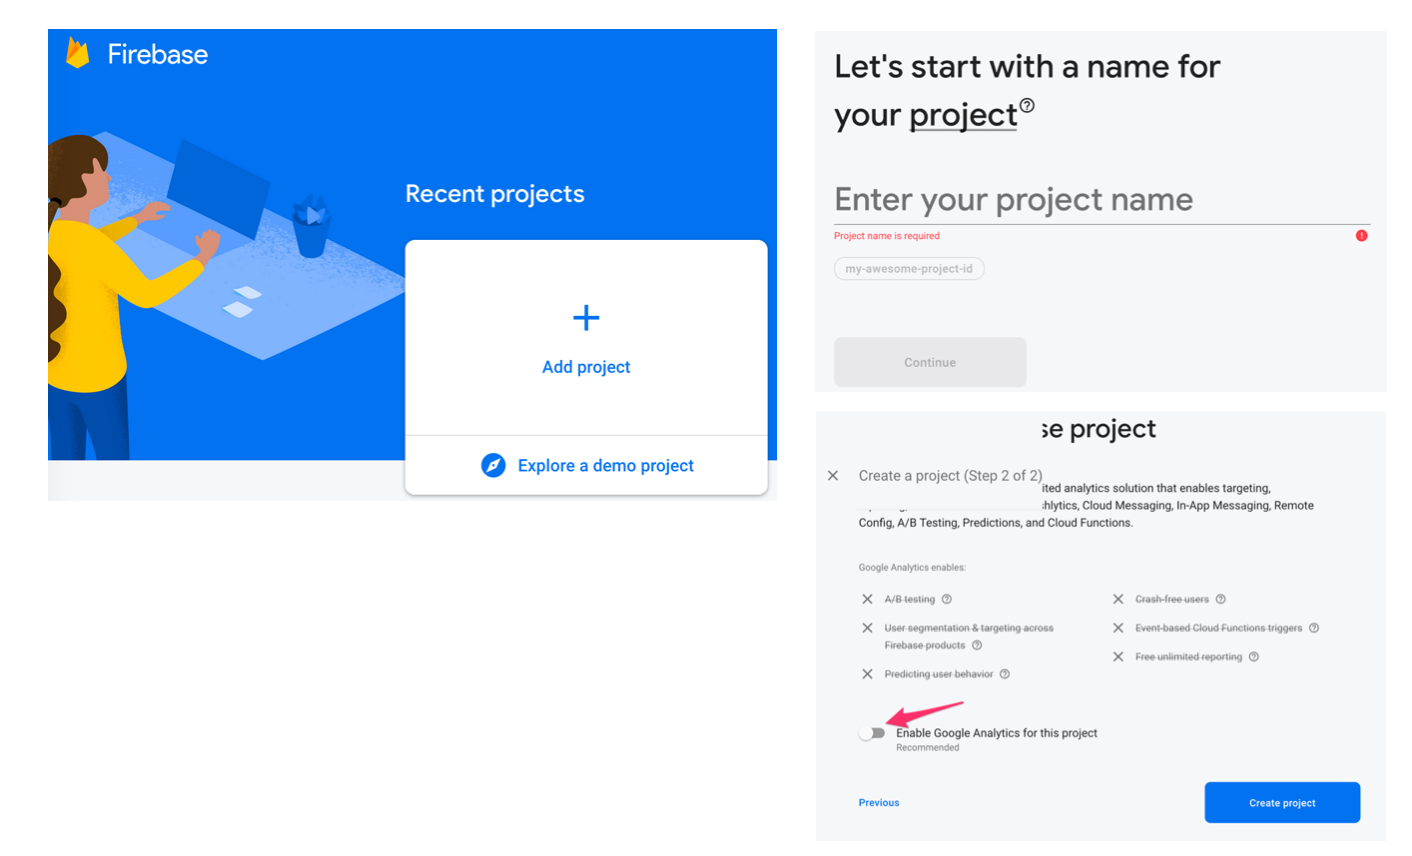 Firebase
Recent projects
Add project
Explore a demo project
Let's start with a name for
your project
Enter your project name
Project name is required
my-awesome-project-id
Continue
se project
Create a project (Step 2 of 2)
ited analytics solution that enables targeting,
hlytics, Cloud Messaging, In-App Messaging, Remote
Config, A/B Testing, Predictions, and Cloud Functions.
Google Analytics enables:
A/B testing
Crash-free users
User segmentation & targeting across
Firebase products
Event-based Cloud Functions triggers
Free unlimited reporting
Predicting user behavior
Enable Google Analytics for this project
Recommended
Previous
Create project